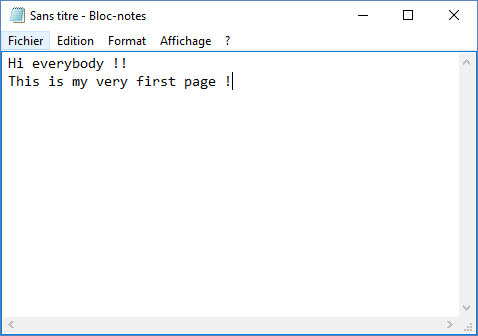 Sans titre - Bloc-notes
Fichier Edition Format Affichage ?
Hi everybody !!
This is my very first page !